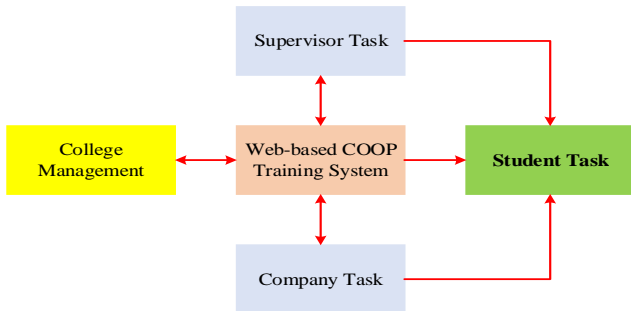 Supervisor Task
College
Management
Web-based COOP
Training System
Student Task
Company Task